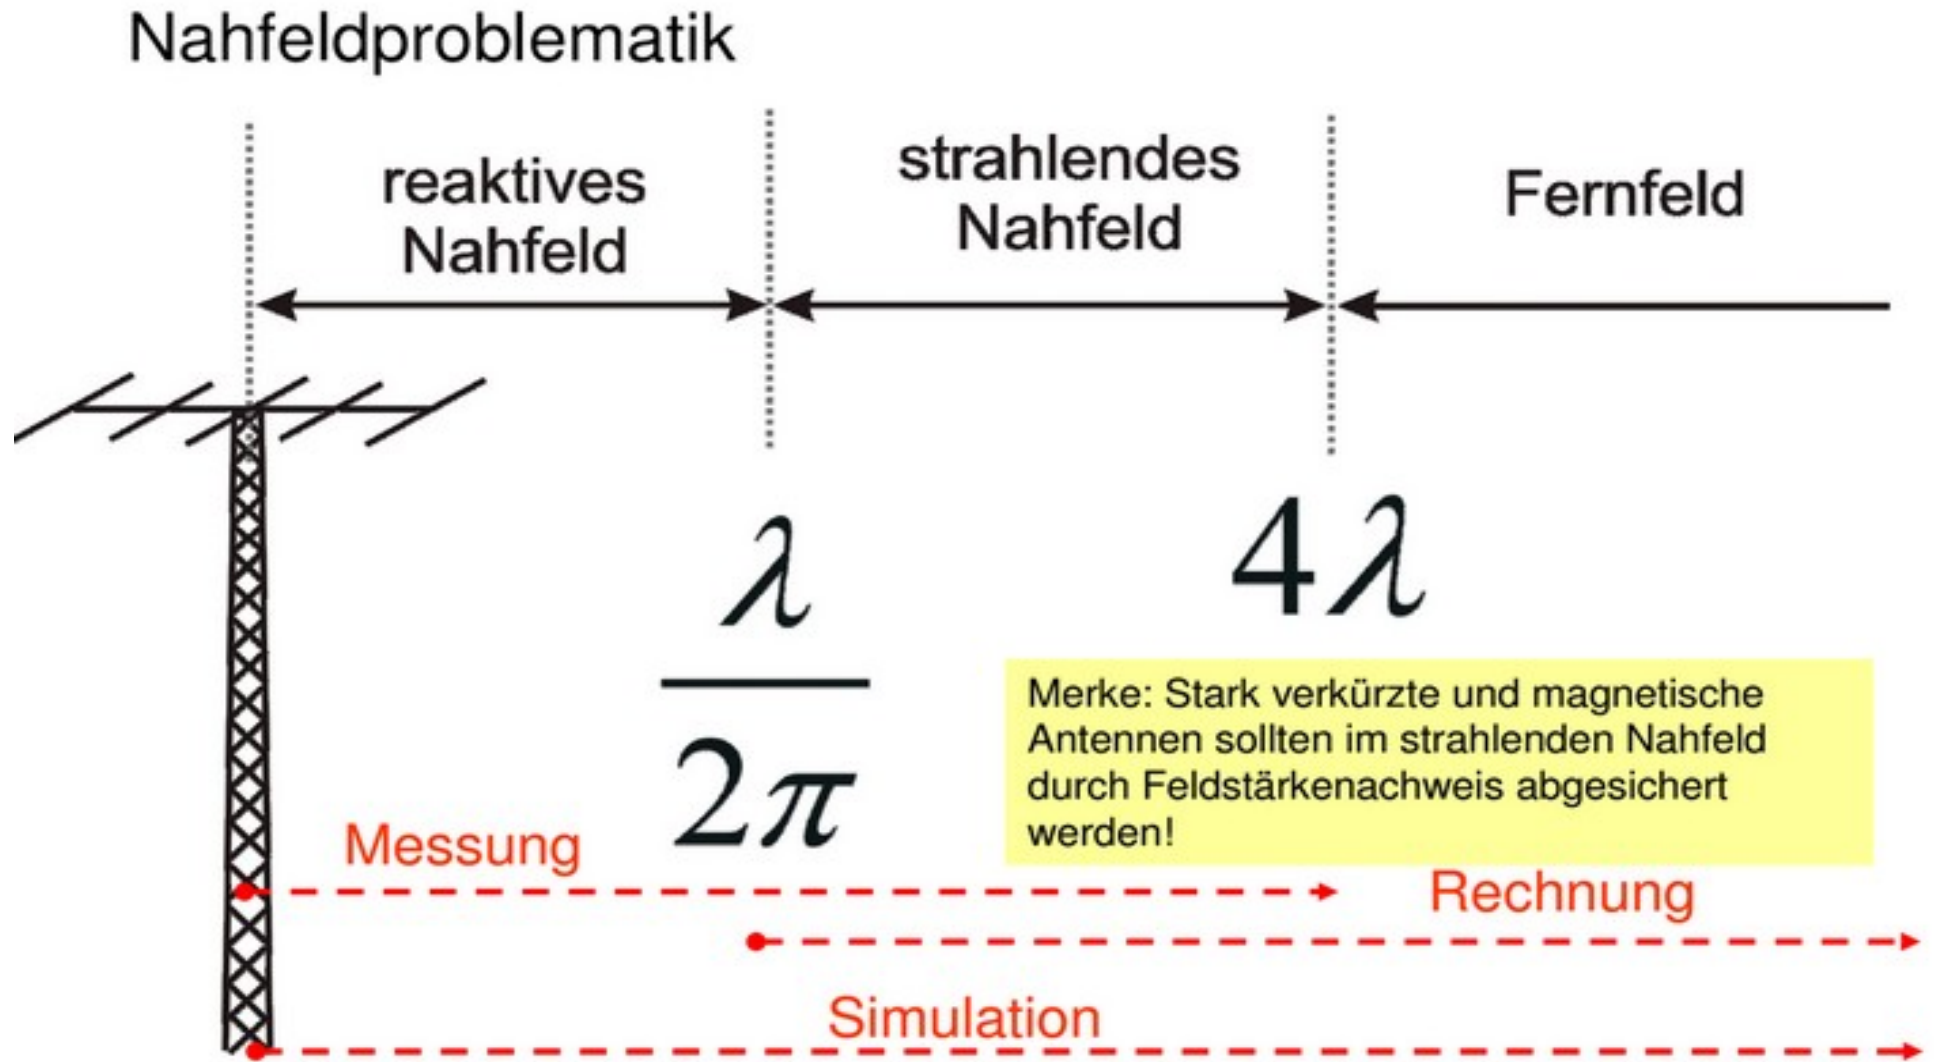 Nahfeldproblematik
reaktives
Nahfeld
strahlendes
Nahfeld
Fernfeld
λ
2π
4λ
Merke: Stark verkürzte und magnetische
Antennen sollten im strahlenden Nahfeld
durch Feldstärkenachweis abgesichert
werden!
Messung
Rechnung
Simulation